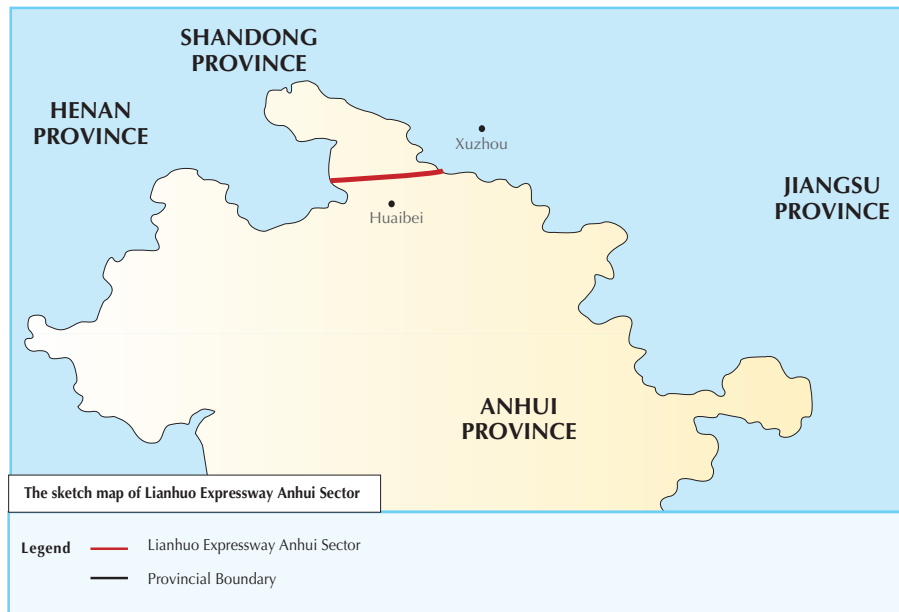 SHANDONG
PROVINCE
HENAN
PROVINCE
Xuzhou
JIANGSU
PROVINCE
Huaibei
ANHUI
PROVINCE
The sketch map of Lianhuo Expressway Anhui Sector
Legend
Lianhuo Expressway Anhui Sector
Provincial Boundary